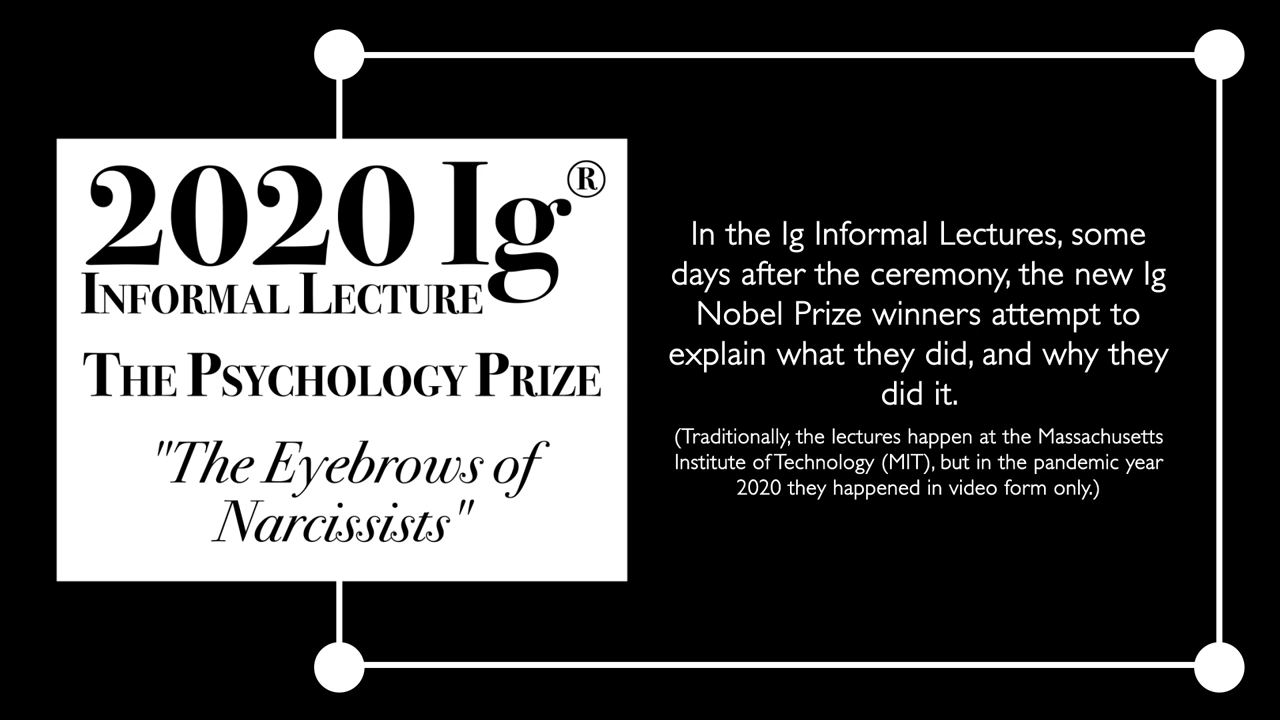 2020 Ig®
INFORMAL LECTURE
THE PSYCHOLOGY PRIZE
"The Eyebrows of
Narcissists"
In the Ig Informal Lectures, some
days after the ceremony, the new Ig
Nobel Prize winners attempt to
explain what they did, and why they
did it.
(Traditionally, the lectures happen at the Massachusetts
Institute of Technology (MIT), but in the pandemic year
2020 they happened in video form only.)